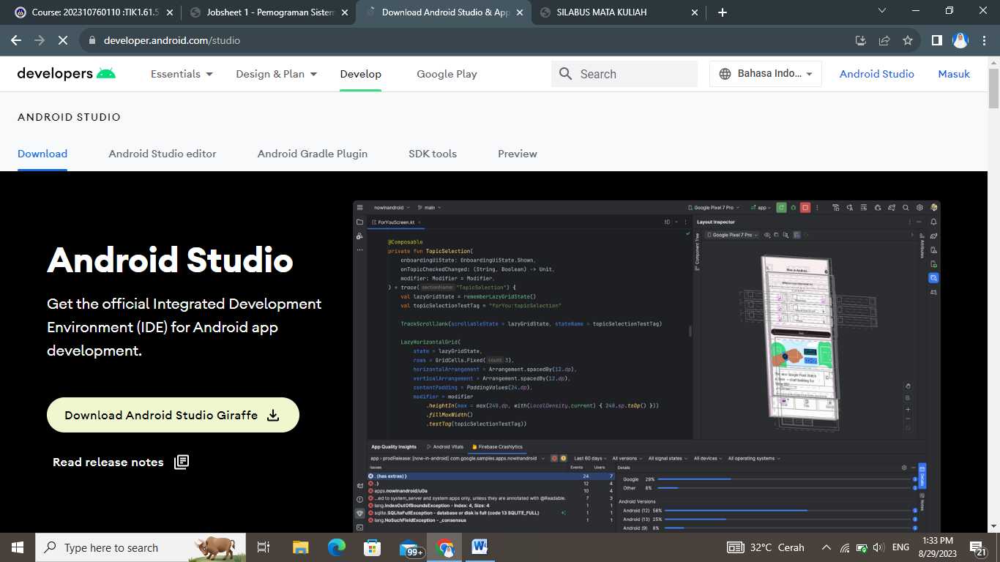 Course: 202310760110 :TIK1.61.5
Jobsheet 1 - Pemograman Sistem
Download Android Studio & App
SILABUS MATA KULIAH
developer.android.com/studio
developers
Essentials
Design & Plan
Develop
Google Play
Search
Bahasa Indo...
Android Studio
Masuk
ANDROID STUDIO
Download
Android Studio editor
Android Gradle Plugin
SDK tools
Preview
Android Studio
Get the official Integrated Development
Environment (IDE) for Android app
development.
Download Android Studio Giraffe
Read release notes
nowinandroid
main
Google Pixel 7 Pro
app
ForYouScreen.kt
@Composable
private fun TopicSelection(
onboardingUiState: OnboardingUiState.Shown,
onTopicCheckedChanged: (String, Boolean) -> Unit,
modifier: Modifier = Modifier,
) = trace( sectionName: "TopicSelection") {
val lazyGridState = rememberLazyGridState()
val topicSelectionTestTag = "forYou:topicSelection"
TrackScrollJank(scrollableState = lazyGridState, stateName = topicSelectionTestTag)
LazyHorizontalGrid(
state = lazyGridState,
rows = GridCells.Fixed( count: 3),
horizontalArrangement = Arrangement.spacedBy(12.dp),
verticalArrangement = Arrangement.spacedBy(12.dp),
contentPadding = PaddingValues(24.dp),
modifier = modifier
.heightIn(max = max(240.dp, with(LocalDensity.current) { 240.sp.toDp() }))
.fillMaxWidth()
.testTag(topicSelectionTestTag))
Layout Inspector
Google Pixel 7 Pro
Component Tree
Attributes
App Quality Insights
Android Vitals
Firebase Crashlytics
app › prodRelease: [now-in-android] com.google.samples.apps.nowinandroid
Last 60 days
All versions
All signal states
All devices
All operating systems
Issues
Events
Users
Details
.(has extras) }
24
7
.}
12
4
apps.nowinandroid/u0a
10
4
...ed to system_server and system apps only, unless they are annotated with @Readable.
7
3
lang.IndexOutOfBoundsException - Index: 4, Size: 4
1
1
sqlite.SQLiteFullException - database or disk is full (code 13 SQLITE_FULL)
1
1
lang.NoSuchFieldException - _consensus
1
1
Google 29%
Other 8%
Android Versions
Android (12) 58%
Android (13) 25%
Android (9) 8%
Details
Notes
Type here to search
99+
32°C Cerah
ENG
1:33 PM
8/29/2023
21